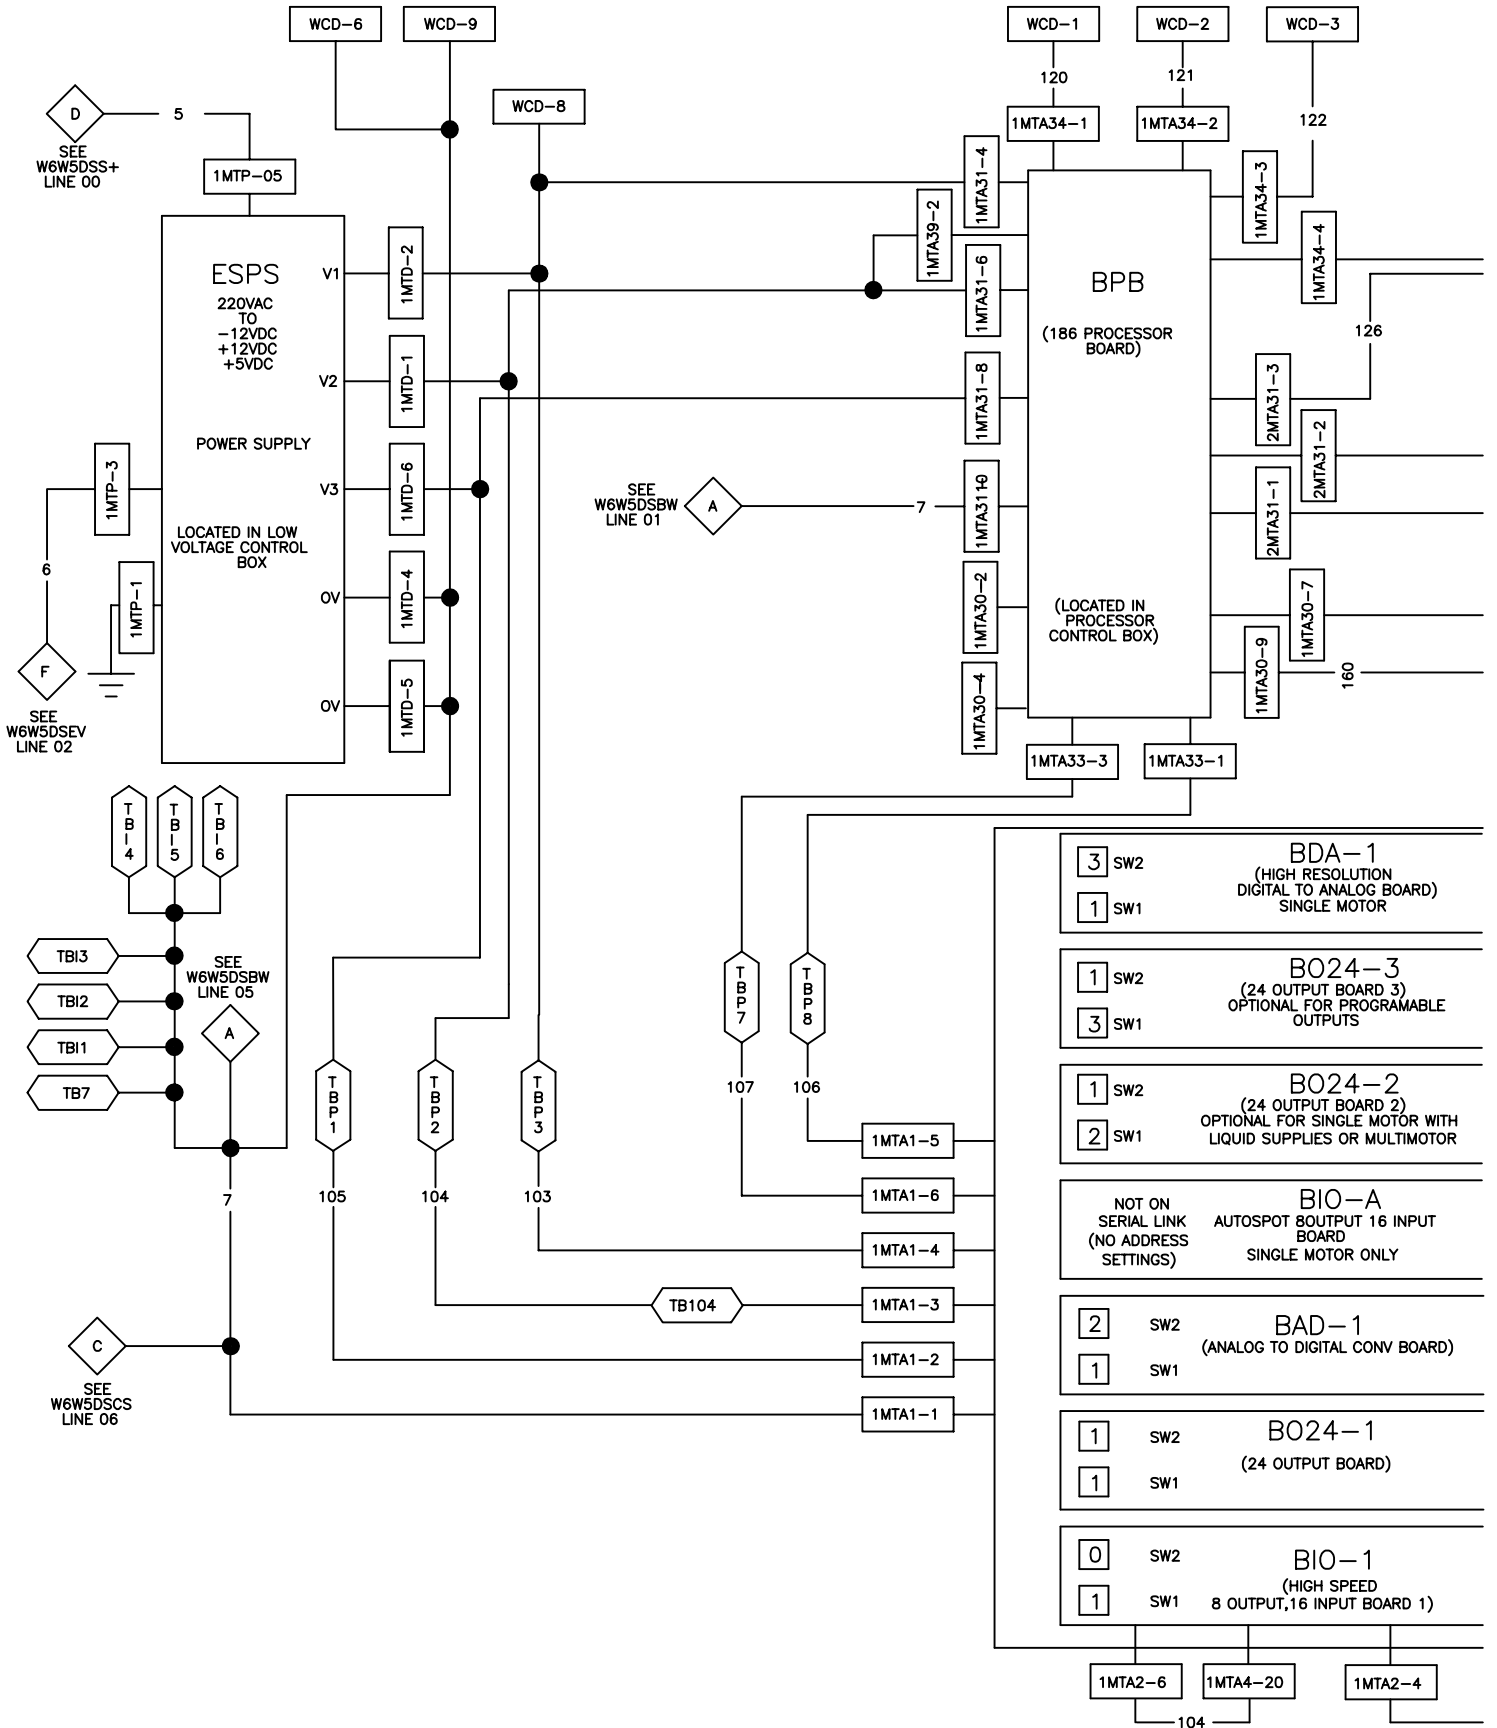 WCD-6
WCD-9
WCD-8
WCD-1
WCD-2
WCD-3
120
121
122
1MTA34-1
1MTA34-2
1MTA34-3
1MTA34-4
D
5
SEE
W6W5DSS+
LINE 00
1MTP-05
ESPS
220VAC
TO
-12VDC
+12VDC
+5VDC
POWER SUPPLY
LOCATED IN LOW
VOLTAGE CONTROL
BOX
V1
V2
V3
OV
OV
1MTD-2
1MTD-1
1MTD-6
1MTD-4
1MTD-5
1MTP-3
1MTP-1
6
F
SEE
W6W5DSEV
LINE 02
1MTA31-4
1MTA39-2
1MTA31-6
1MTA31-8
SEE
W6W5DSBW
LINE 01
A
7
1MTA30-2
1MTA30-4
BPB
(186 PROCESSOR
BOARD)
(LOCATED IN
PROCESSOR
CONTROL BOX)
126
2MTA31-3
2MTA31-2
2MTA31-1
1MTA30-7
1MTA30-9
160
1MTA33-3
1MTA33-1
TBI-4
TBI-5
TBI-6
TBI3
TBI2
TBI1
TB7
SEE
W6W5DSBW
LINE 05
A
7
C
SEE
W6W5DSCS
LINE 06
TBP1
TBP2
TBP3
TBP7
TBP8
105
104
103
107
106
1MTA1-5
1MTA1-6
1MTA1-4
TB104
1MTA1-3
1MTA1-2
1MTA1-1
3 SW2
1 SW1
BDA-1
(HIGH RESOLUTION
DIGITAL TO ANALOG BOARD)
SINGLE MOTOR
1 SW2
3 SW1
BO24-3
(24 OUTPUT BOARD 3)
OPTIONAL FOR PROGRAMABLE
OUTPUTS
1 SW2
2 SW1
BO24-2
(24 OUTPUT BOARD 2)
OPTIONAL FOR SINGLE MOTOR WITH
LIQUID SUPPLIES OR MULTIMOTOR
NOT ON
SERIAL LINK
(NO ADDRESS
SETTINGS)
BIO-A
AUTOSPOT 8OUTPUT 16 INPUT
BOARD
SINGLE MOTOR ONLY
2 SW2
1 SW1
BAD-1
(ANALOG TO DIGITAL CONV BOARD)
1 SW2
1 SW1
BO24-1
(24 OUTPUT BOARD)
0 SW2
1 SW1
BIO-1
(HIGH SPEED
8 OUTPUT,16 INPUT BOARD 1)
1MTA2-6
1MTA4-20
1MTA2-4
104